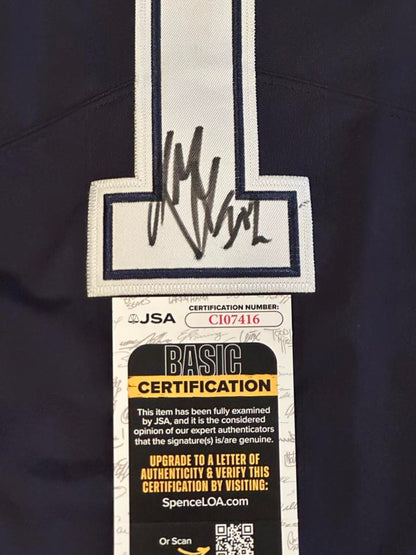 1
JSA
CERTIFICATION NUMBER:
CI07416
BASIC
CERTIFICATION
This item has been fully examined
by JSA, and it is the considered
opinion of our expert authenticators
that the signature(s) is/are genuine.
UPGRADE TO A LETTER OF
AUTHENTICITY & VERIFY THIS
CERTIFICATION BY VISITING:
SpenceLOA.com
Or Scan